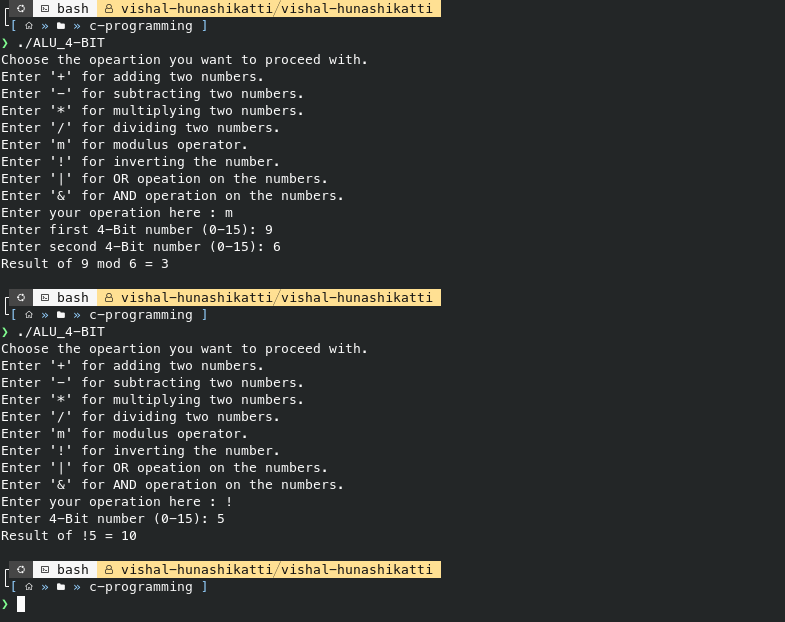 bash vishal-hunashikatti/vishal-hunashikatti
[ » » c-programming ]
❯ ./ALU_4-BIT
Choose the opeartion you want to proceed with.
Enter '+' for adding two numbers.
Enter '-' for subtracting two numbers.
Enter '*' for multiplying two numbers.
Enter '/' for dividing two numbers.
Enter 'm' for modulus operator.
Enter '!' for inverting the number.
Enter '|' for OR opeation on the numbers.
Enter '&' for AND operation on the numbers.
Enter your operation here : m
Enter first 4-Bit number (0-15): 9
Enter second 4-Bit number (0-15): 6
Result of 9 mod 6 = 3
bash vishal-hunashikatti/vishal-hunashikatti
[ » » c-programming ]
❯ ./ALU_4-BIT
Choose the opeartion you want to proceed with.
Enter '+' for adding two numbers.
Enter '-' for subtracting two numbers.
Enter '*' for multiplying two numbers.
Enter '/' for dividing two numbers.
Enter 'm' for modulus operator.
Enter '!' for inverting the number.
Enter '|' for OR opeation on the numbers.
Enter '&' for AND operation on the numbers.
Enter your operation here : !
Enter 4-Bit number (0-15): 5
Result of !5 = 10
bash vishal-hunashikatti/vishal-hunashikatti
[ » » c-programming ]
❯